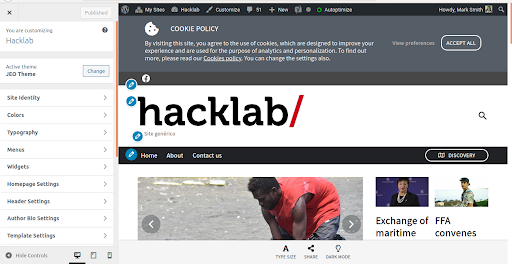 Published
You are customizing
Hacklab
Active theme
JEO Theme
Change
Site Identity
Colors
Typography
Menus
Widgets
Homepage Settings
Header Settings
Author Bio Settings
Template Settings
Hide Controls
My Sites Hacklab Customize 51 New Autoptimize
Howdy, Mark Smith
COOKIE POLICY
By visiting this site, you agree to the use of cookies, which are designed to improve your
experience and are used for the purpose of analytics and personalization. To find out
more, please read our Cookies policy. You can change the settings also.
View preferences
ACCEPT ALL
hacklab/
Site genérico
Home About Contact us
DISCOVERY
Exchange of
maritime
FFA
convenes
TYPE SIZE
SHARE
DARK MODE